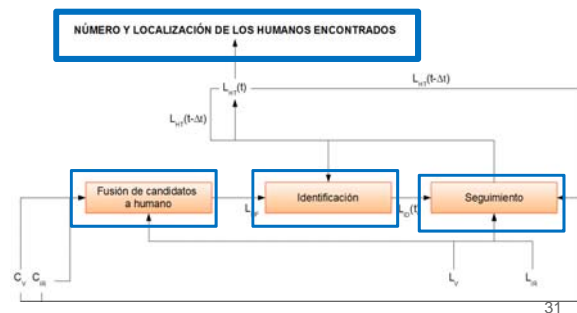 NÚMERO Y LOCALIZACIÓN DE LOS HUMANOS ENCONTRADOS
L_HT(t-Δt)
L_HT(t)
L_HT(t-Δt)
Fusión de candidatos
a humano
Identificación
Seguimiento
L_ID(t
C_V C_IR
L_V
L_IR
31